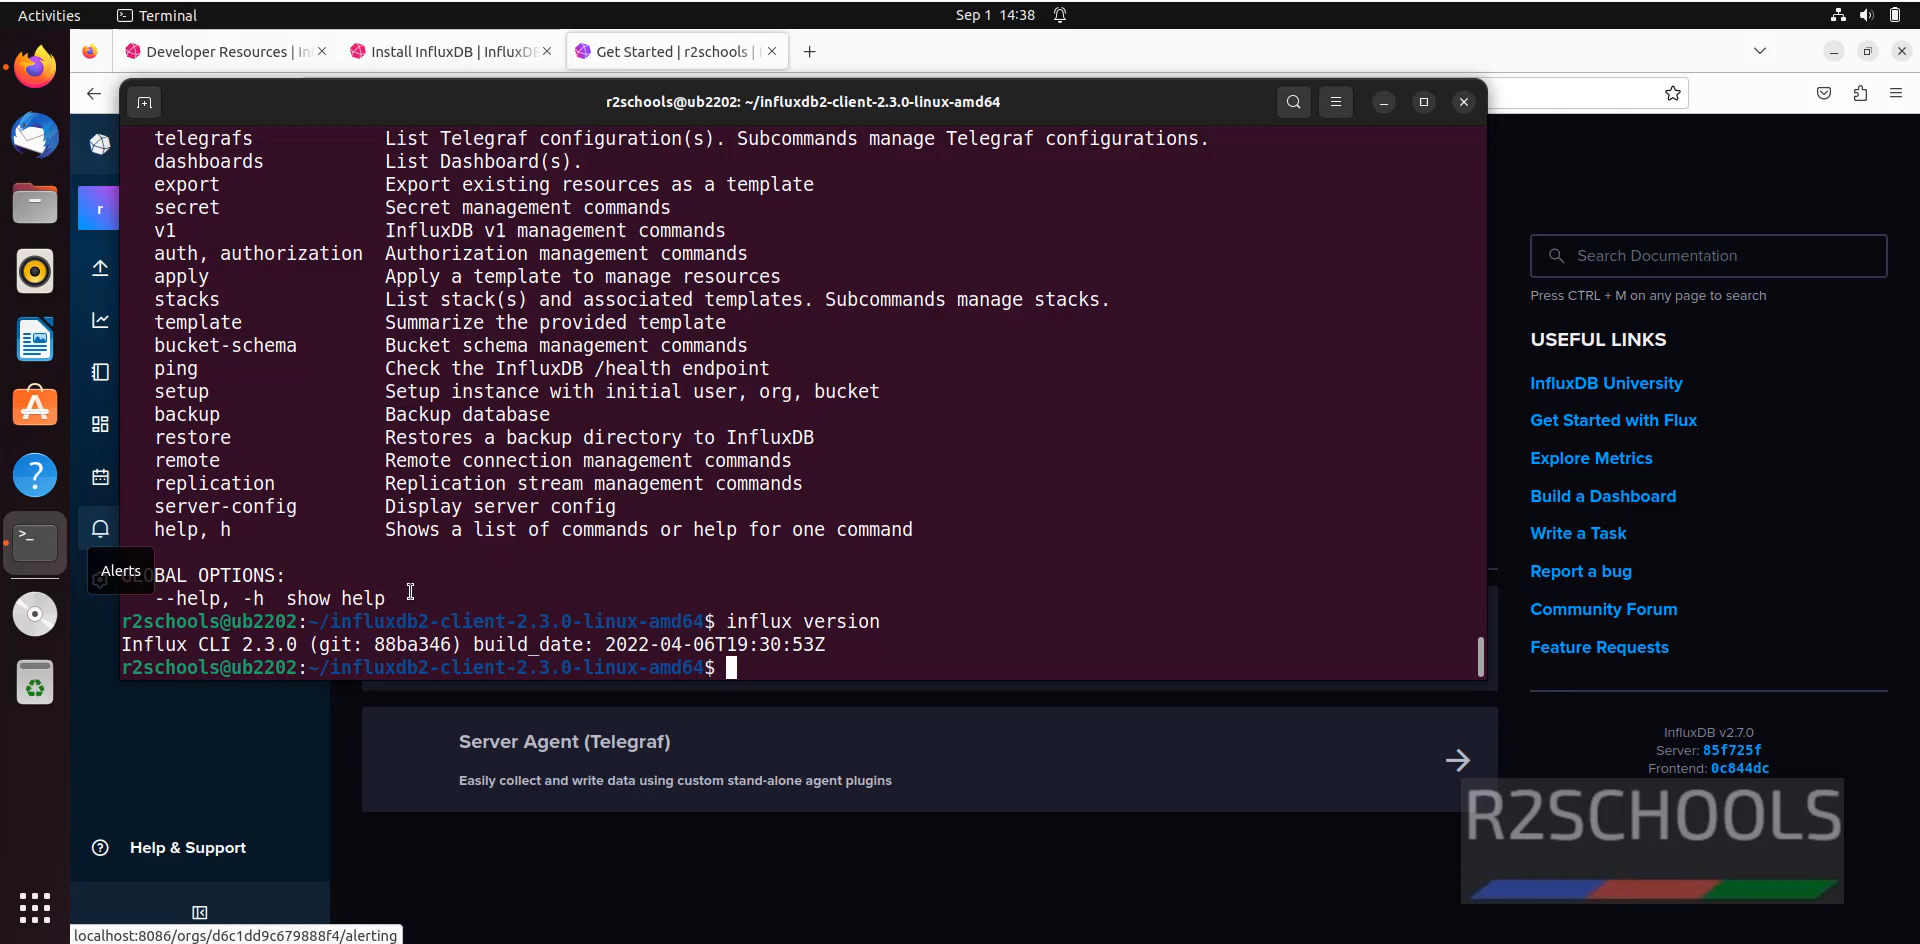 Activities
Terminal
Sep 1 14:38
Developer Resources | In
Install InfluxDB | InfluxD
Get Started | r2schools |
r2schools@ub2202: ~/influxdb2-client-2.3.0-linux-amd64
r
telegrafs List Telegraf configuration(s). Subcommands manage Telegraf configurations.
dashboards List Dashboard(s).
export Export existing resources as a template
secret Secret management commands
v1 InfluxDB v1 management commands
auth, authorization Authorization management commands
apply Apply a template to manage resources
stacks List stack(s) and associated templates. Subcommands manage stacks.
template Summarize the provided template
bucket-schema Bucket schema management commands
ping Check the InfluxDB /health endpoint
setup Setup instance with initial user, org, bucket
backup Backup database
restore Restores a backup directory to InfluxDB
remote Remote connection management commands
replication Replication stream management commands
server-config Display server config
help, h Shows a list of commands or help for one command
Alerts
GLOBAL OPTIONS:
--help, -h show help
r2schools@ub2202:~/influxdb2-client-2.3.0-linux-amd64$ influx version
Influx CLI 2.3.0 (git: 88ba346) build_date: 2022-04-06T19:30:53Z
r2schools@ub2202:~/influxdb2-client-2.3.0-linux-amd64$
Server Agent (Telegraf)
Easily collect and write data using custom stand-alone agent plugins
Search Documentation
Press CTRL + M on any page to search
USEFUL LINKS
InfluxDB University
Get Started with Flux
Explore Metrics
Build a Dashboard
Write a Task
Report a bug
Community Forum
Feature Requests
InfluxDB v2.7.0
Server: 85f725f
Frontend: 0c844dc
R2SCHOOLS
Help & Support
localhost:8086/orgs/d6c1dd9c679888f4/alerting